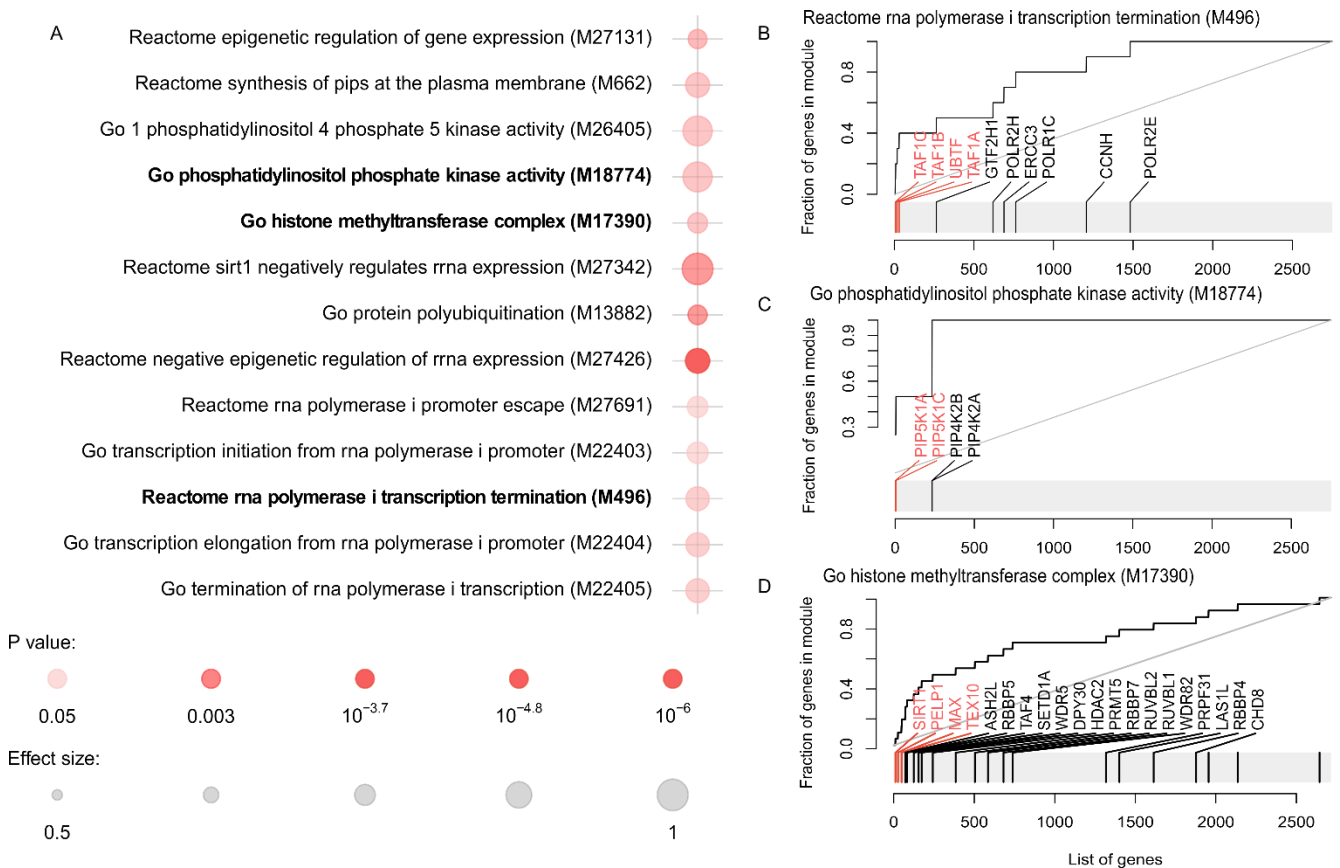 A
Reactome epigenetic regulation of gene expression (M27131)
Reactome synthesis of pips at the plasma membrane (M662)
Go 1 phosphatidylinositol 4 phosphate 5 kinase activity (M26405)
Go phosphatidylinositol phosphate kinase activity (M18774)
Go histone methyltransferase complex (M17390)
Reactome sirt1 negatively regulates rrna expression (M27342)
Go protein polyubiquitination (M13882)
Reactome negative epigenetic regulation of rrna expression (M27426)
Reactome rna polymerase i promoter escape (M27691)
Go transcription initiation from rna polymerase i promoter (M22403)
Reactome rna polymerase i transcription termination (M496)
Go transcription elongation from rna polymerase i promoter (M22404)
Go termination of rna polymerase i transcription (M22405)
P value:
0.05 0.003 10−3.7 10−4.8 10−6
Effect size:
0.5 1
Reactome rna polymerase i transcription termination (M496)
B
Fraction of genes in module
0.0 0.4 0.8
TAF1C
TAF1B
UBTF
TAF1A
GTF2H1
POLR2H
ERCC3
POLR1C
CCNH
POLR2E
0 500 1000 1500 2000 2500
C
Go phosphatidylinositol phosphate kinase activity (M18774)
Fraction of genes in module
0.3 0.6 0.9
PIP5K1A
PIP5K1C
PIP4K2B
PIP4K2A
0 500 1000 1500 2000 2500
D
Go histone methyltransferase complex (M17390)
Fraction of genes in module
0.0 0.4 0.8
SIRT1
PELP1
MAX
TEX10
ASH2L
RBBP5
TAF4
SETD1A
WDR5
DPY30
HDAC2
PRMT5
RBBP7
RUVBL2
RUVBL1
WDR82
PRPF31
LAS1L
RBBP4
CHD8
0 500 1000 1500 2000 2500
List of genes